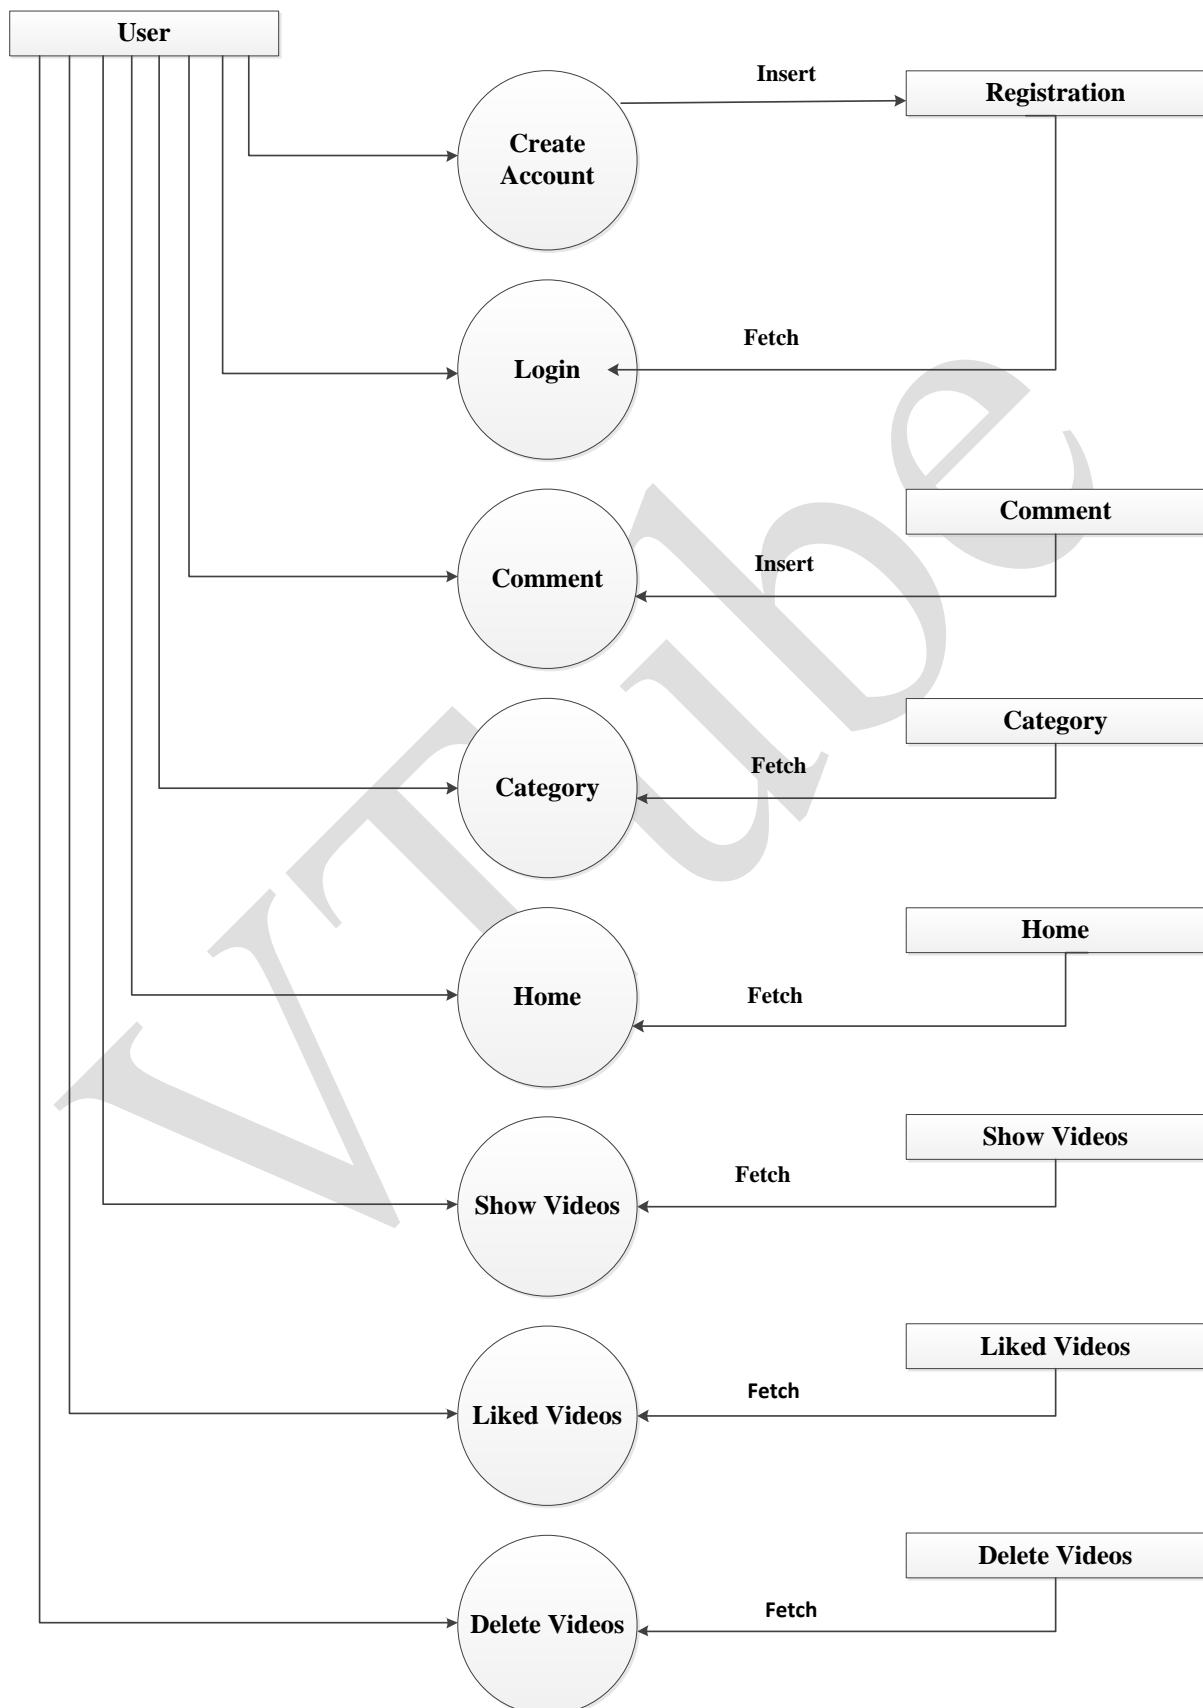 User
Insert
Registration
Create
Account
Fetch
Login
Comment
Insert
Comment
Category
Fetch
Category
Home
Fetch
Home
Show Videos
Fetch
Show Videos
Liked Videos
Fetch
Liked Videos
Delete Videos
Fetch
Delete Videos
VTube